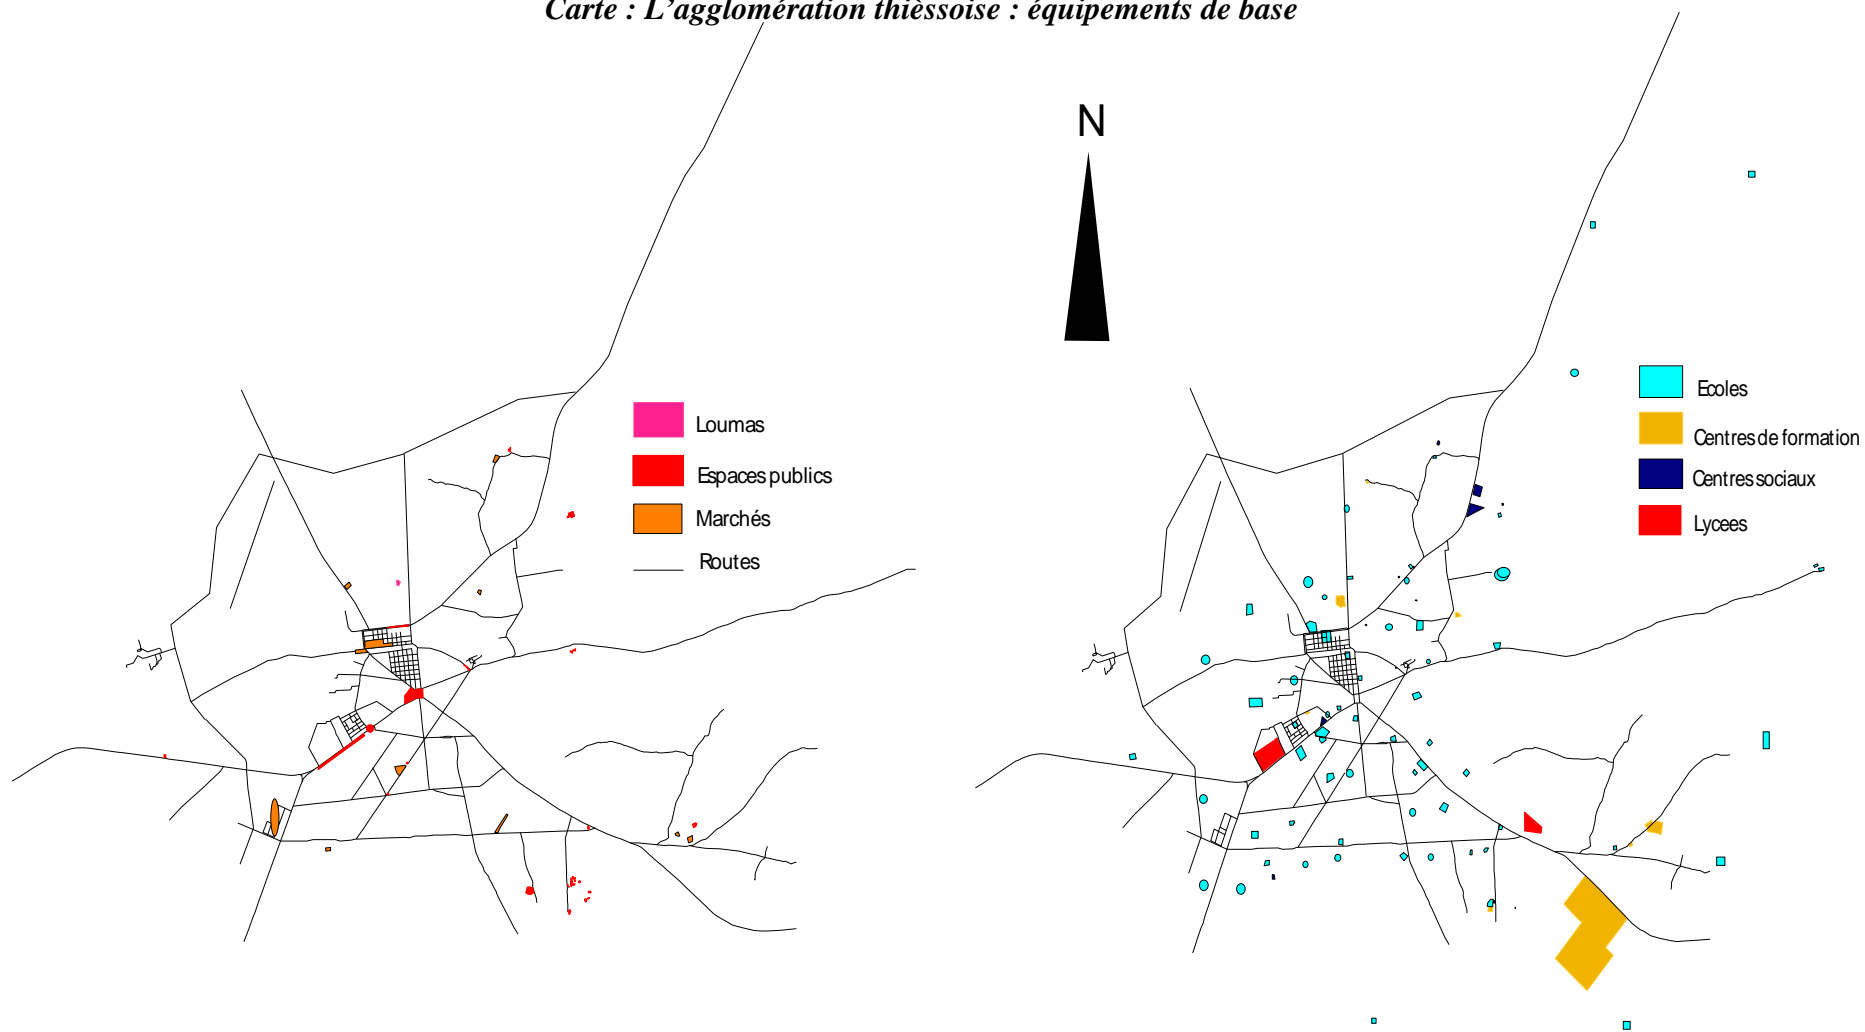 Carte : L'agglomération thièssoise : équipements de base
N
Loumas
Espaces publics
Marchés
Routes
Ecoles
Centres de formation
Centres sociaux
Lycees